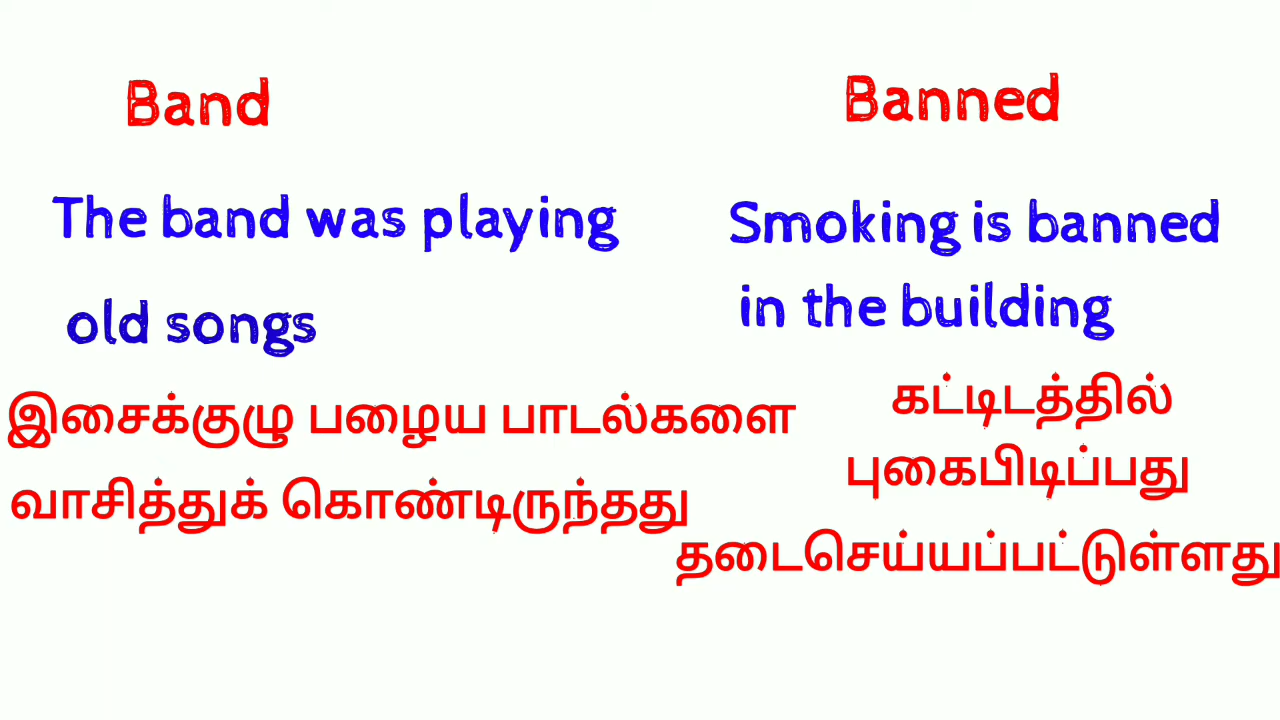 Band
The band was playing
old songs
இசைக்குழு பழைய பாடல்களை
வாசித்துக் கொண்டிருந்தது
Banned
Smoking is banned
in the building
கட்டிடத்தில்
புகைபிடிப்பது
தடைசெய்யப்பட்டுள்ளது